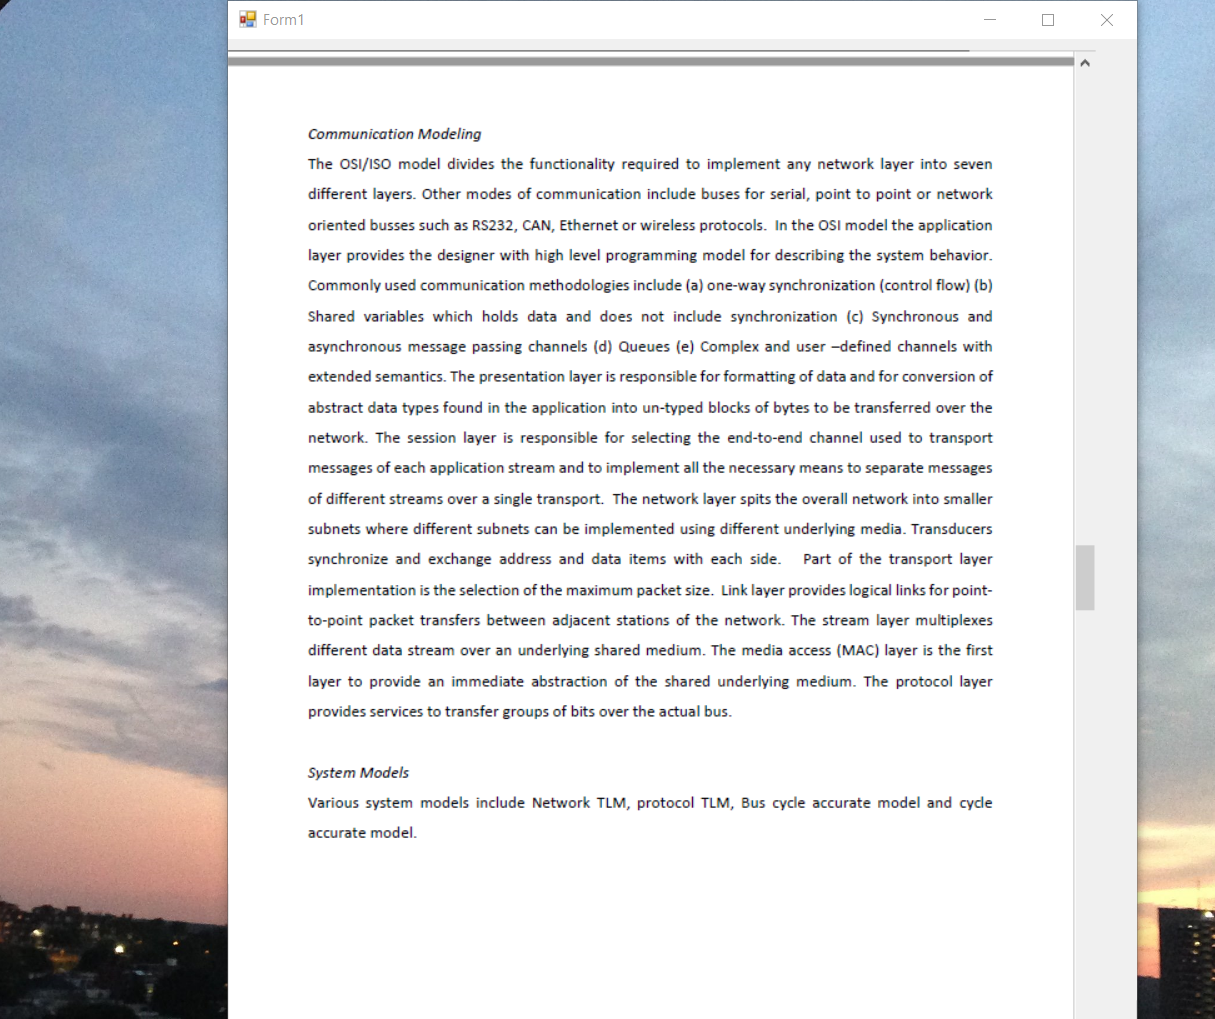 Form1
Communication Modeling
The OSI/ISO model divides the functionality required to implement any network layer into seven
different layers. Other modes of communication include buses for serial, point to point or network
oriented busses such as RS232, CAN, Ethernet or wireless protocols.  In the OSI model the application
layer provides the designer with high level programming model for describing the system behavior.
Commonly used communication methodologies include (a) one-way synchronization (control flow) (b)
Shared variables which holds data and does not include synchronization (c) Synchronous and
asynchronous message passing channels (d) Queues (e) Complex and user –defined channels with
extended semantics. The presentation layer is responsible for formatting of data and for conversion of
abstract data types found in the application into un-typed blocks of bytes to be transferred over the
network. The session layer is responsible for selecting the end-to-end channel used to transport
messages of each application stream and to implement all the necessary means to separate messages
of different streams over a single transport.  The network layer spits the overall network into smaller
subnets where different subnets can be implemented using different underlying media. Transducers
synchronize and exchange address and data items with each side.   Part of the transport layer
implementation is the selection of the maximum packet size.  Link layer provides logical links for point-
to-point packet transfers between adjacent stations of the network. The stream layer multiplexes
different data stream over an underlying shared medium. The media access (MAC) layer is the first
layer to provide an immediate abstraction of the shared underlying medium. The protocol layer
provides services to transfer groups of bits over the actual bus.
System Models
Various system models include Network TLM, protocol TLM, Bus cycle accurate model and cycle
accurate model.